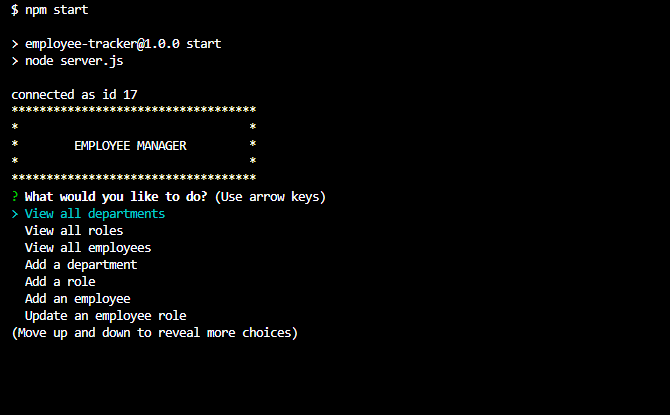 $ npm start
> employee-tracker@1.0.0 start
> node server.js
connected as id 17
***********************************
*                                 *
*        EMPLOYEE MANAGER         *
*                                 *
***********************************
? What would you like to do? (Use arrow keys)
> View all departments
  View all roles
  View all employees
  Add a department
  Add a role
  Add an employee
  Update an employee role
(Move up and down to reveal more choices)